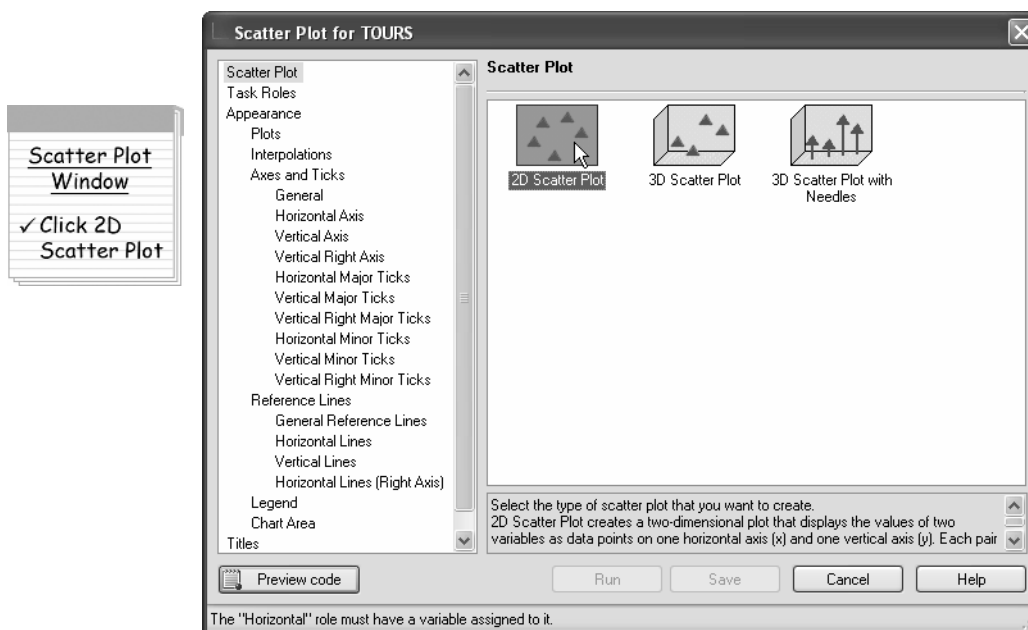 Scatter Plot
Window
✓ Click 2D
Scatter Plot
Scatter Plot for TOURS
Scatter Plot
Task Roles
Appearance
Plots
Interpolations
Axes and Ticks
General
Horizontal Axis
Vertical Axis
Vertical Right Axis
Horizontal Major Ticks
Vertical Major Ticks
Vertical Right Major Ticks
Horizontal Minor Ticks
Vertical Minor Ticks
Vertical Right Minor Ticks
Reference Lines
General Reference Lines
Horizontal Lines
Vertical Lines
Horizontal Lines (Right Axis)
Legend
Chart Area
Titles
Scatter Plot
2D Scatter Plot
3D Scatter Plot
3D Scatter Plot with
Needles
Select the type of scatter plot that you want to create.
2D Scatter Plot creates a two-dimensional plot that displays the values of two
variables as data points on one horizontal axis (x) and one vertical axis (y). Each pair
Preview code
Run
Save
Cancel
Help
The "Horizontal" role must have a variable assigned to it.